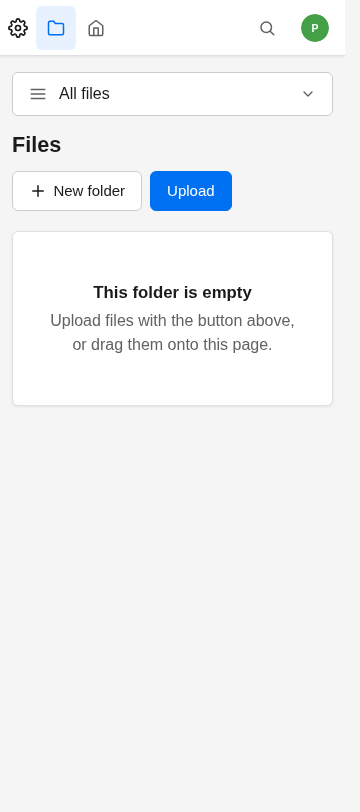 P
All files
Files
New folder
Upload
This folder is empty
Upload files with the button above,
or drag them onto this page.